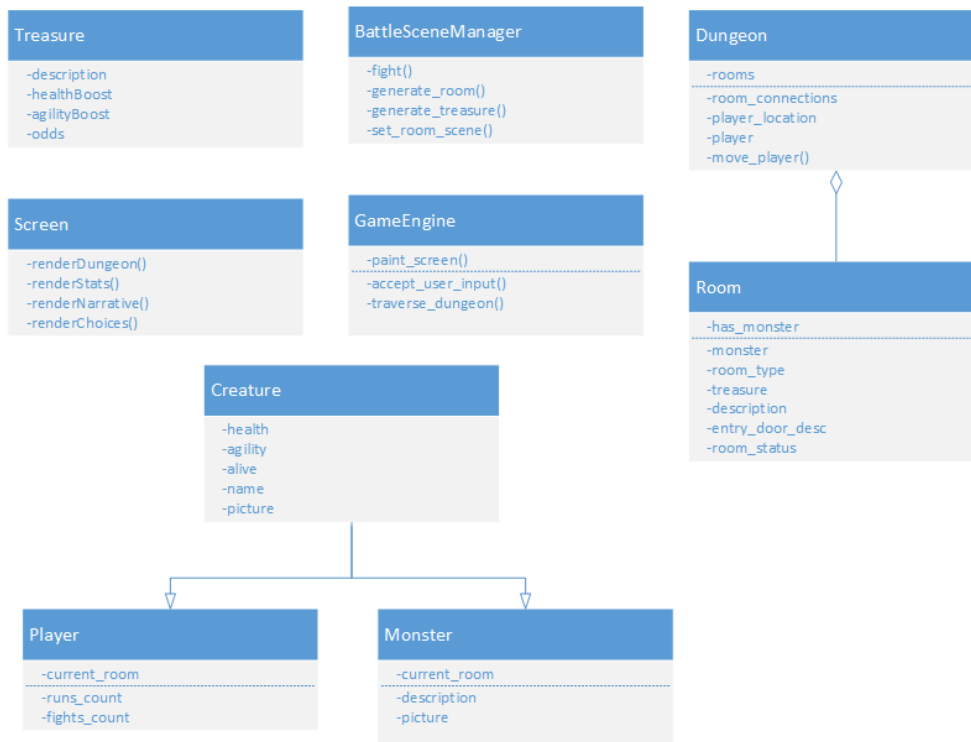 Treasure
-description
-healthBoost
-agilityBoost
-odds
BattleSceneManager
-fight()
-generate_room()
-generate_treasure()
-set_room_scene()
Dungeon
-rooms
-room_connections
-player_location
-player
-move_player()
Screen
-renderDungeon()
-renderStats()
-renderNarrative()
-renderChoices()
GameEngine
-paint_screen()
-accept_user_input()
-traverse_dungeon()
Room
-has_monster
-monster
-room_type
-treasure
-description
-entry_door_desc
-room_status
Creature
-health
-agility
-alive
-name
-picture
Player
-current_room
-runs_count
-fights_count
Monster
-current_room
-description
-picture